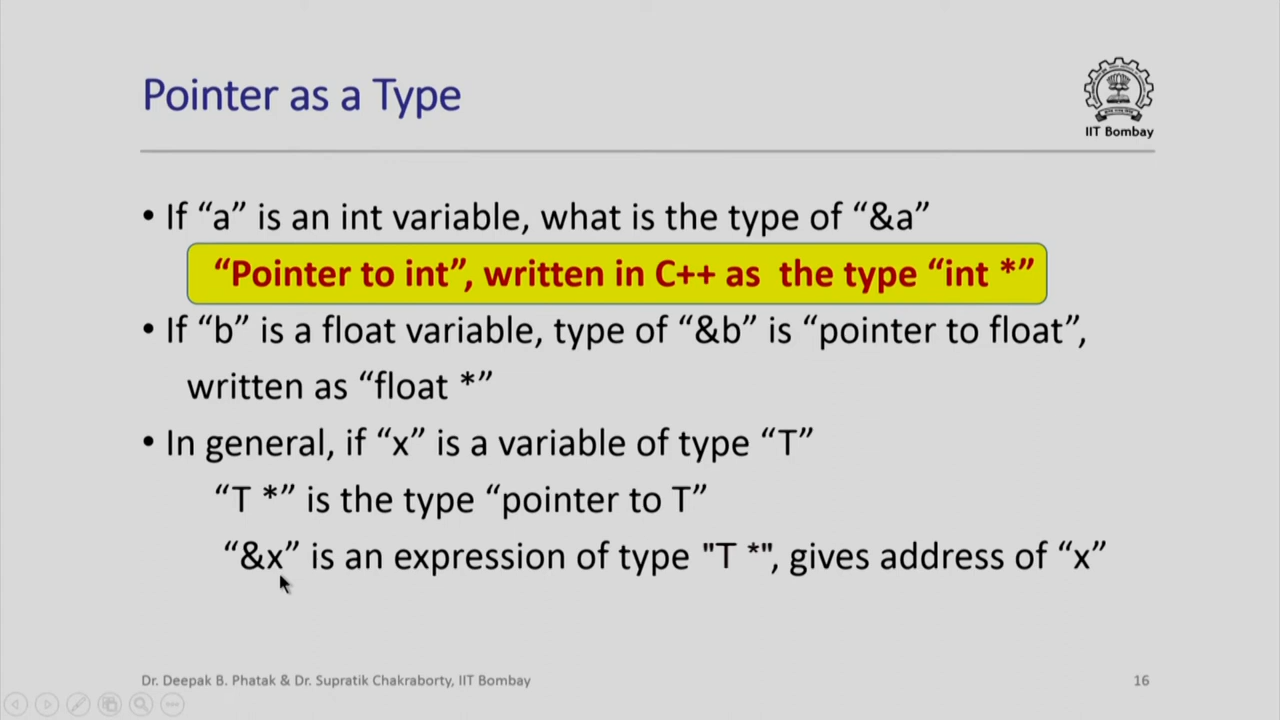 Pointer as a Type
IIT Bombay
• If “a” is an int variable, what is the type of “&a”
“Pointer to int”, written in C++ as the type “int *”
• If “b” is a float variable, type of “&b” is “pointer to float”,
written as “float *”
• In general, if “x” is a variable of type “T”
“T *” is the type “pointer to T”
“&x” is an expression of type "T *", gives address of “x”
Dr. Deepak B. Phatak & Dr. Supratik Chakraborty, IIT Bombay
16